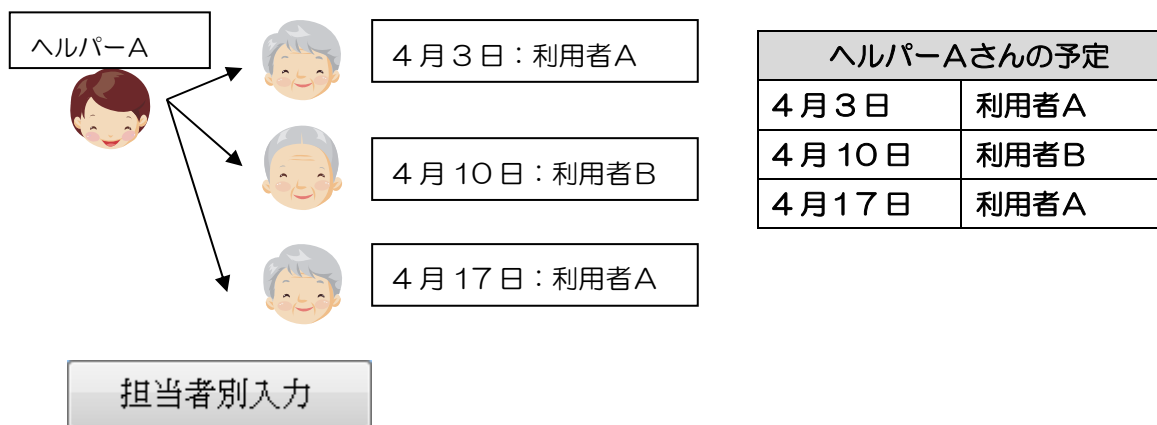 ヘルパーA
4月3日：利用者A
4月10日：利用者B
4月17日：利用者A
ヘルパーAさんの予定
4月3日 利用者A
4月10日 利用者B
4月17日 利用者A
担当者別入力